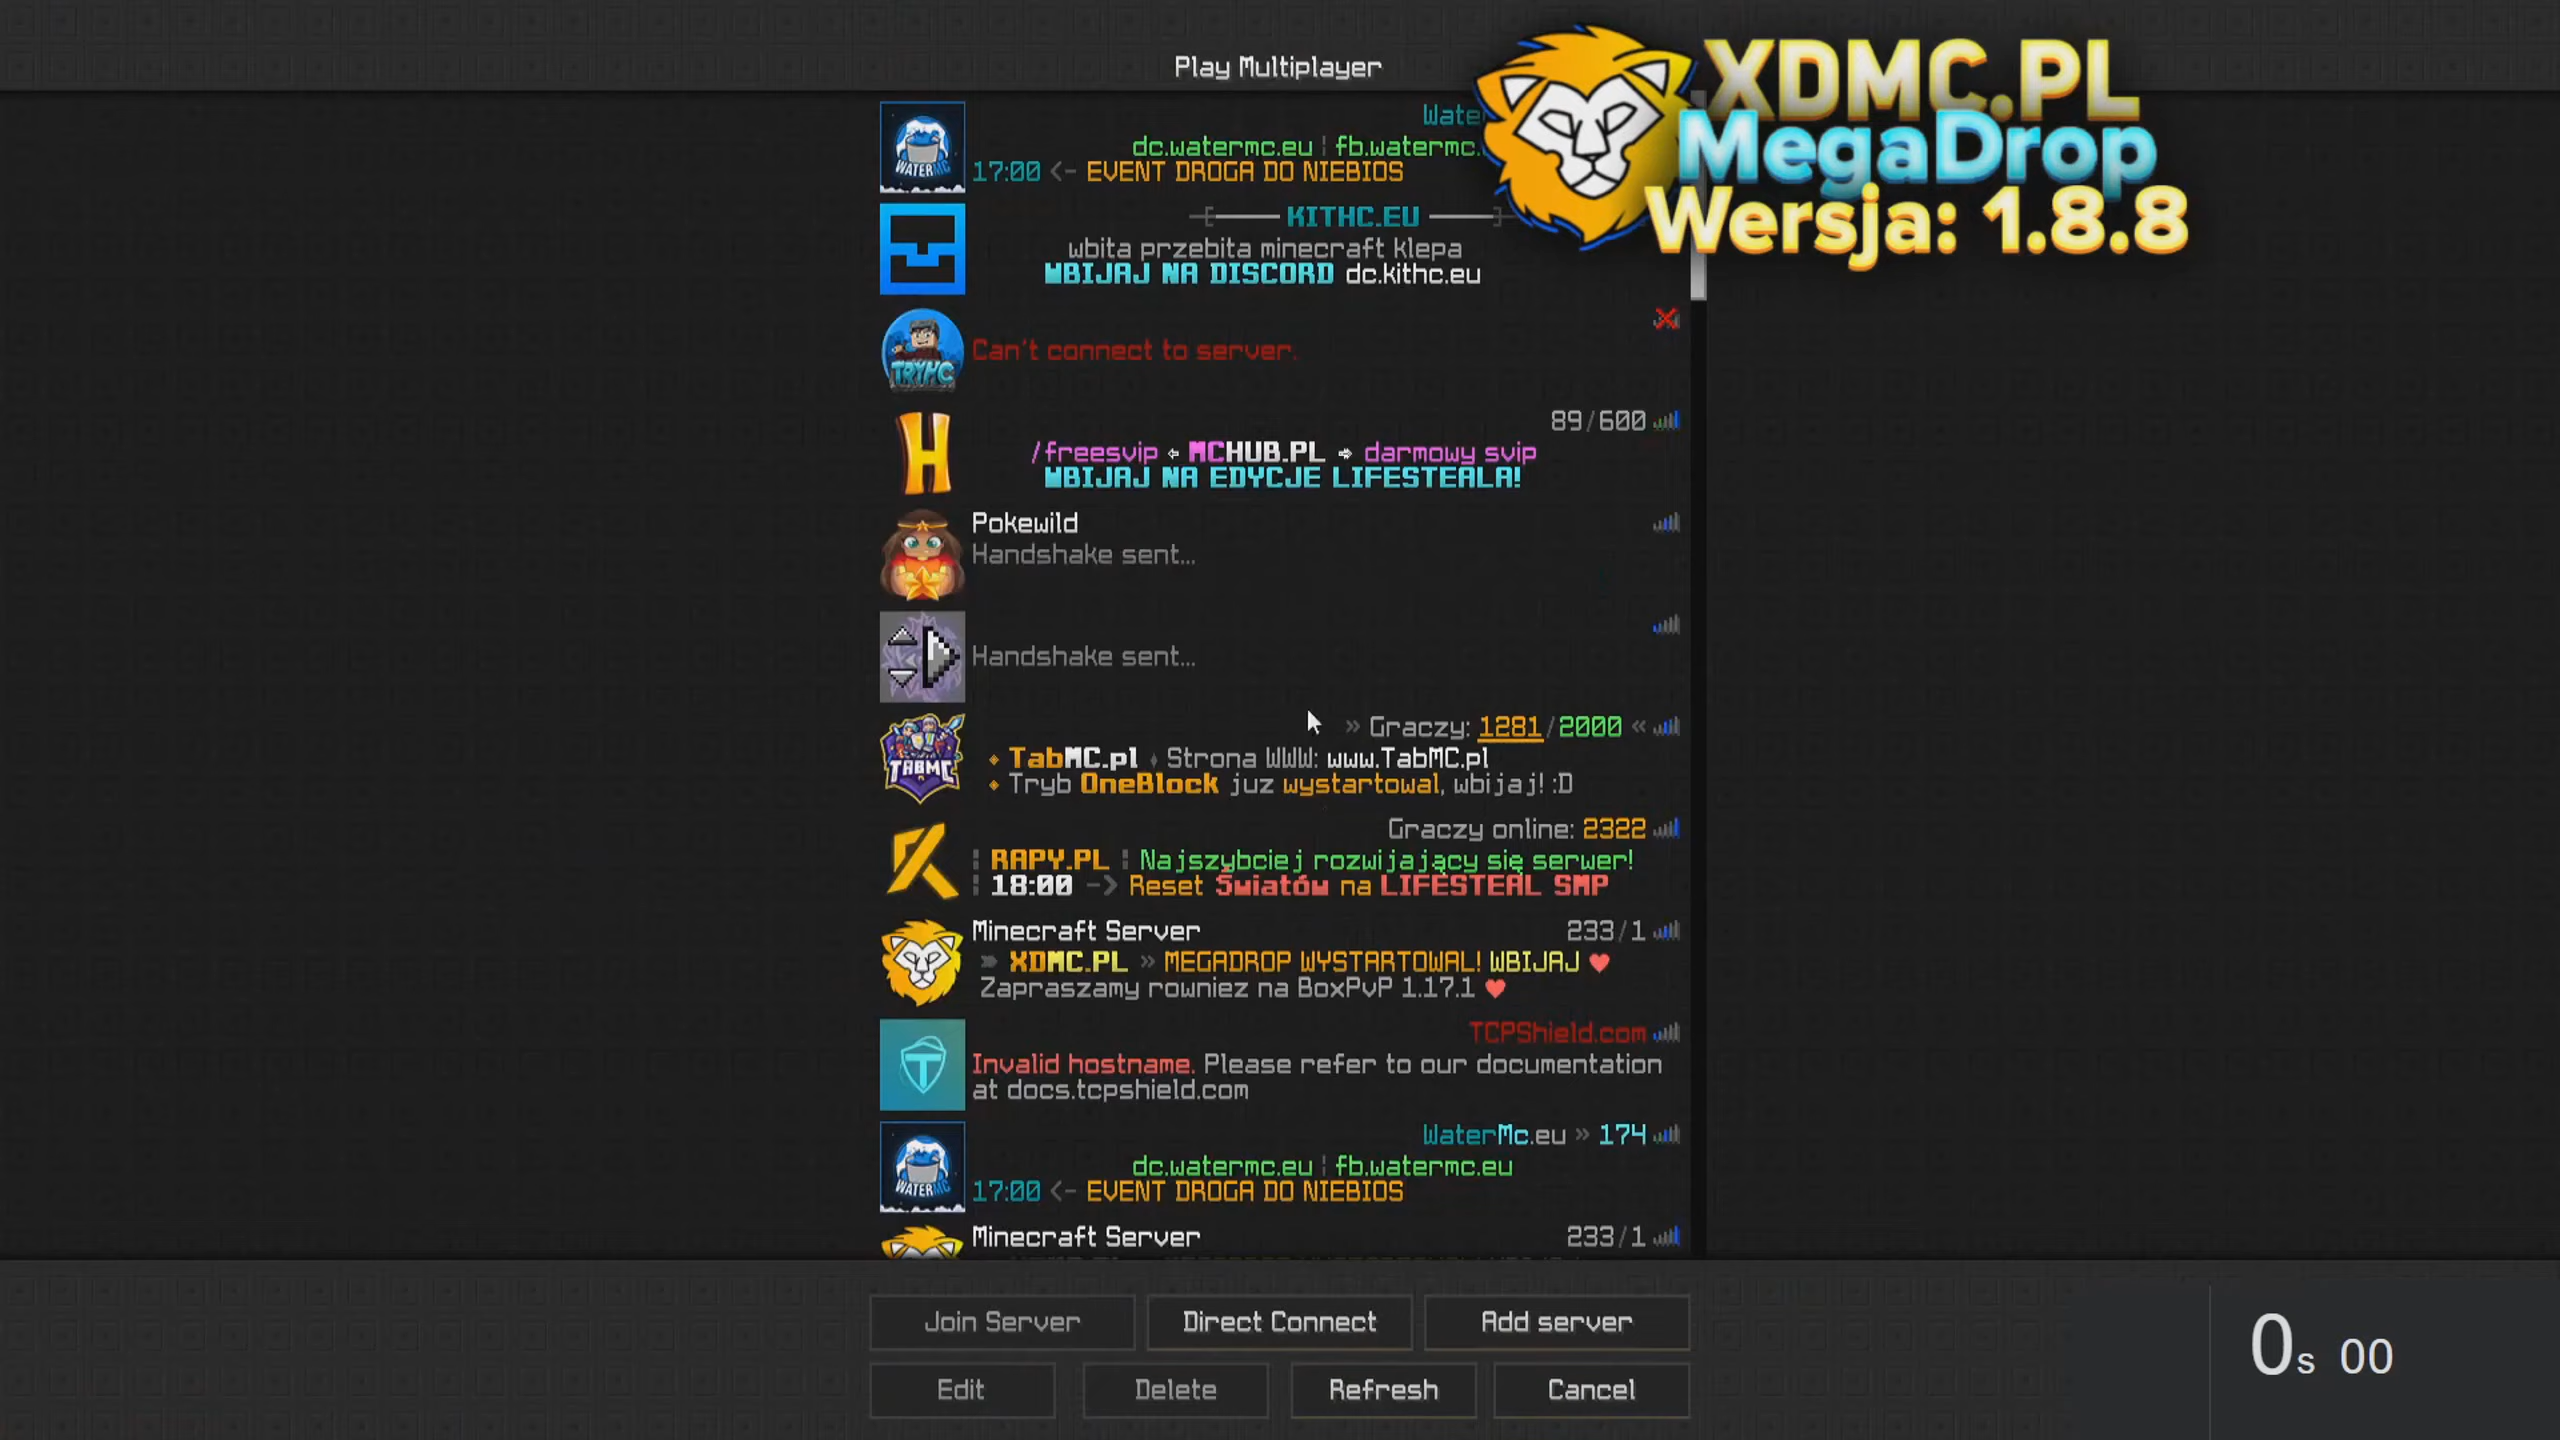 Play Multiplayer
XDMC.PL
MegaDrop
Wersja: 1.8.8
WATERMC
dc.watermc.eu | fb.watermc.
17:00 <- EVENT DROGA DO NIEBIOS
KITHC.EU
wbita przebita minecraft klepa
WBIJAJ NA DISCORD dc.kithc.eu
TRYMC
Can't connect to server.
89/600
H
/freesvip MCHUB.PL darmowy svip
WBIJAJ NA EDYCJE LIFESTEALA!
Pokewild
Handshake sent...
Handshake sent...
» Graczy: 1281/2000 «
TABMC
TabMC.pl Strona WWW: www.TabMC.pl
Tryb OneBlock juz wystartowal, wbijaj! :D
Graczy online: 2322
| RAPY.PL | Najszybciej rozwijający się serwer!
| 18:00 -> Reset Światów na LIFESTEAL SMP
Minecraft Server 233/1
XDMC.PL » MEGADROP WYSTARTOWAL! WBIJAJ ❤
Zapraszamy rowniez na BoxPvP 1.17.1 ❤
TCPShield.com
T
Invalid hostname. Please refer to our documentation
at docs.tcpshield.com
WaterMc.eu » 174
WATERMC
dc.watermc.eu | fb.watermc.eu
17:00 <- EVENT DROGA DO NIEBIOS
Minecraft Server 233/1
Join Server Direct Connect Add server
Edit Delete Refresh Cancel
0s 00